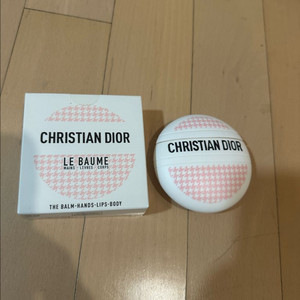 CHRISTIAN DIOR
LE BAUME
MAINS · LÈVRES · CORPS
THE BALM-HANDS-LIPS-BODY
CHRISTIAN DIOR